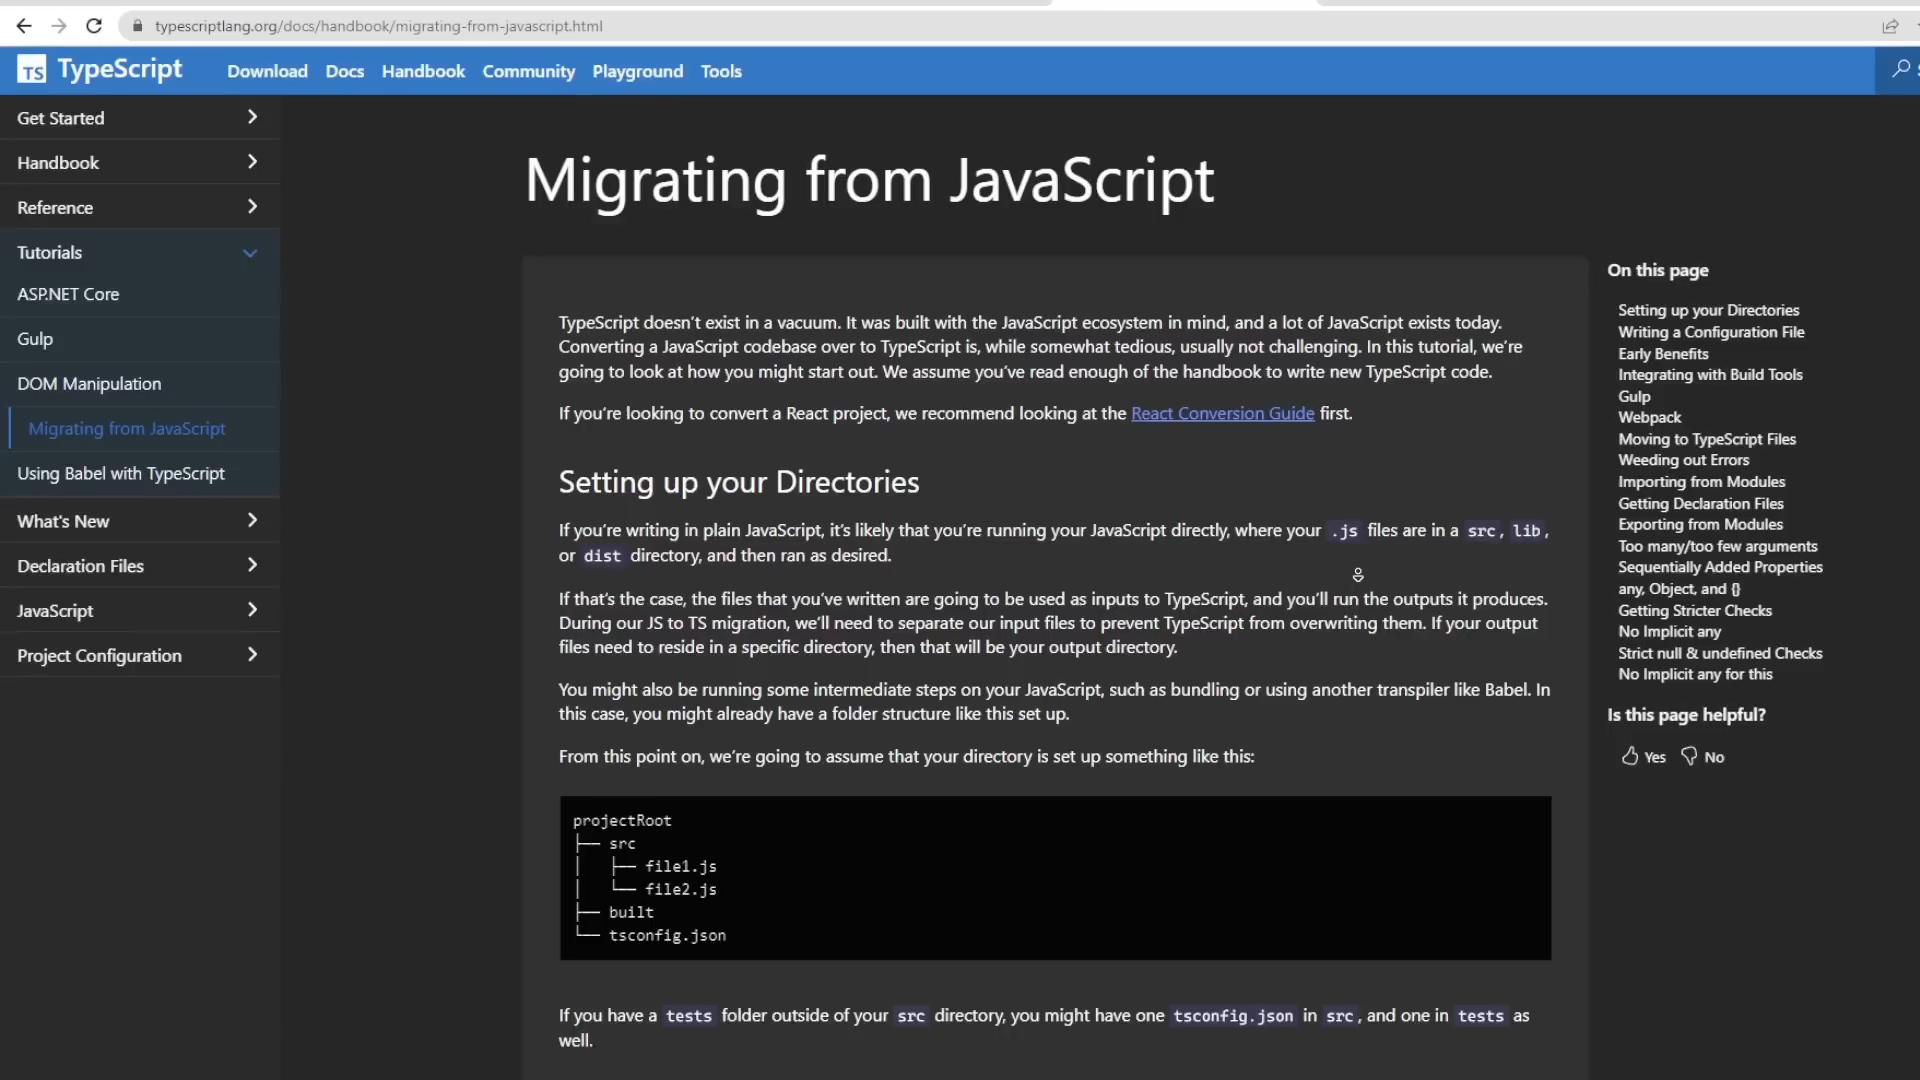 typescriptlang.org/docs/handbook/migrating-from-javascript.html
TS TypeScript Download Docs Handbook Community Playground Tools
Get Started
Handbook
Reference
Tutorials
ASP.NET Core
Gulp
DOM Manipulation
Migrating from JavaScript
Using Babel with TypeScript
What's New
Declaration Files
JavaScript
Project Configuration
Migrating from JavaScript
TypeScript doesn’t exist in a vacuum. It was built with the JavaScript ecosystem in mind, and a lot of JavaScript exists today.
Converting a JavaScript codebase over to TypeScript is, while somewhat tedious, usually not challenging. In this tutorial, we’re
going to look at how you might start out. We assume you’ve read enough of the handbook to write new TypeScript code.
If you’re looking to convert a React project, we recommend looking at the React Conversion Guide first.
Setting up your Directories
If you’re writing in plain JavaScript, it’s likely that you’re running your JavaScript directly, where your .js files are in a src, lib,
or dist directory, and then ran as desired.
If that’s the case, the files that you’ve written are going to be used as inputs to TypeScript, and you’ll run the outputs it produces.
During our JS to TS migration, we’ll need to separate our input files to prevent TypeScript from overwriting them. If your output
files need to reside in a specific directory, then that will be your output directory.
You might also be running some intermediate steps on your JavaScript, such as bundling or using another transpiler like Babel. In
this case, you might already have a folder structure like this set up.
From this point on, we’re going to assume that your directory is set up something like this:
projectRoot
├── src
│   ├── file1.js
│   └── file2.js
├── built
└── tsconfig.json
If you have a tests folder outside of your src directory, you might have one tsconfig.json in src, and one in tests as
well.
On this page
Setting up your Directories
Writing a Configuration File
Early Benefits
Integrating with Build Tools
Gulp
Webpack
Moving to TypeScript Files
Weeding out Errors
Importing from Modules
Getting Declaration Files
Exporting from Modules
Too many/too few arguments
Sequentially Added Properties
any, Object, and {}
Getting Stricter Checks
No Implicit any
Strict null & undefined Checks
No Implicit any for this
Is this page helpful?
Yes No